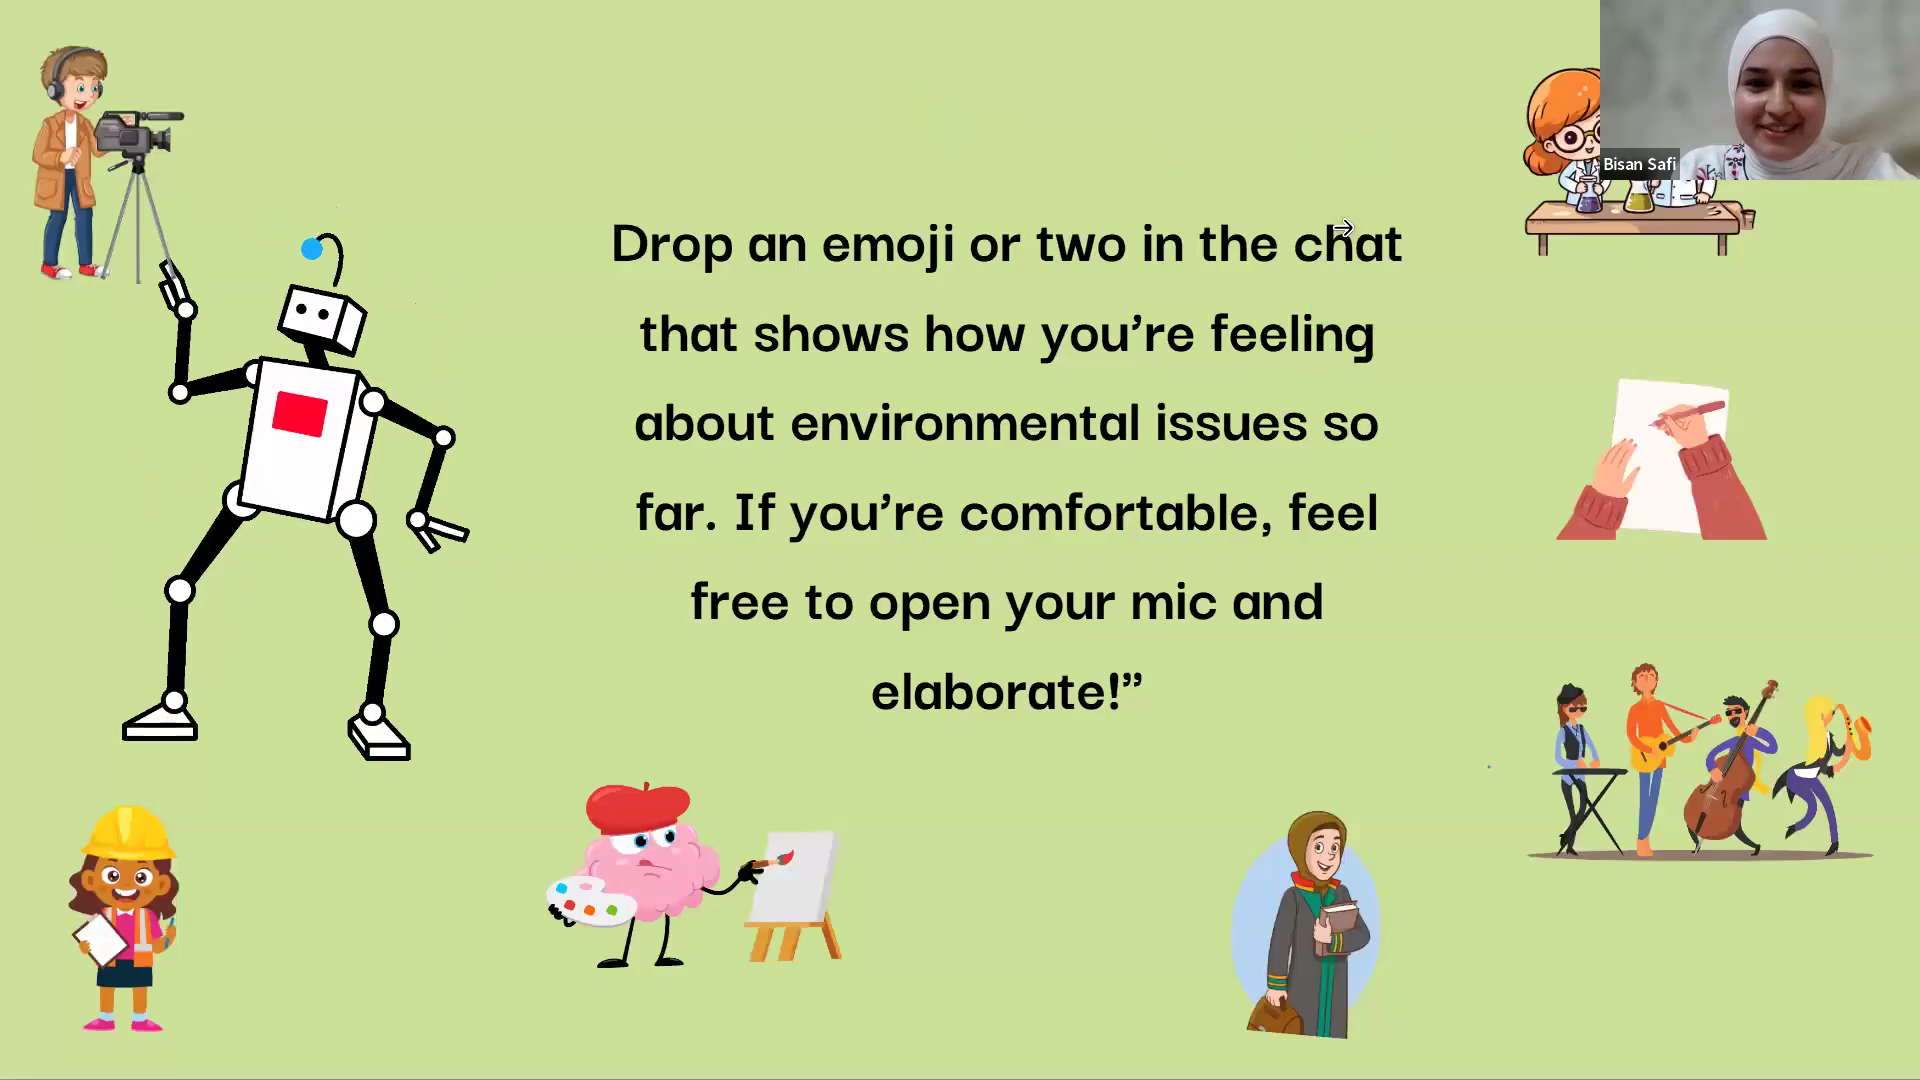 Bisan Safi
Drop an emoji or two in the chat
that shows how you’re feeling
about environmental issues so
far. If you’re comfortable, feel
free to open your mic and
elaborate!”